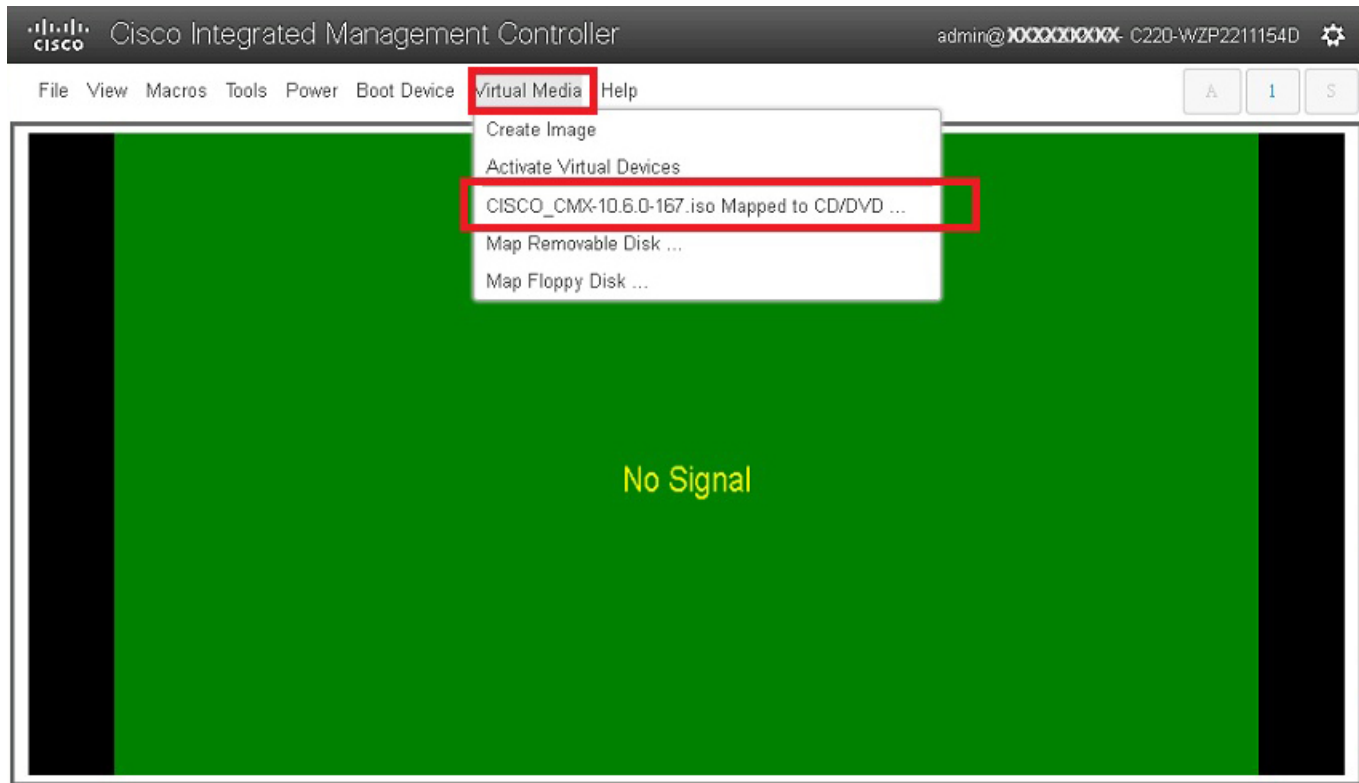 CISCO Cisco Integrated Management Controller admin@XXXXXXXXX- C220-WZP2211154D
File View Macros Tools Power Boot Device Virtual Media Help A 1 S
Create Image
Activate Virtual Devices
CISCO_CMX-10.6.0-167.iso Mapped to CD/DVD ...
Map Removable Disk ...
Map Floppy Disk ...
No Signal